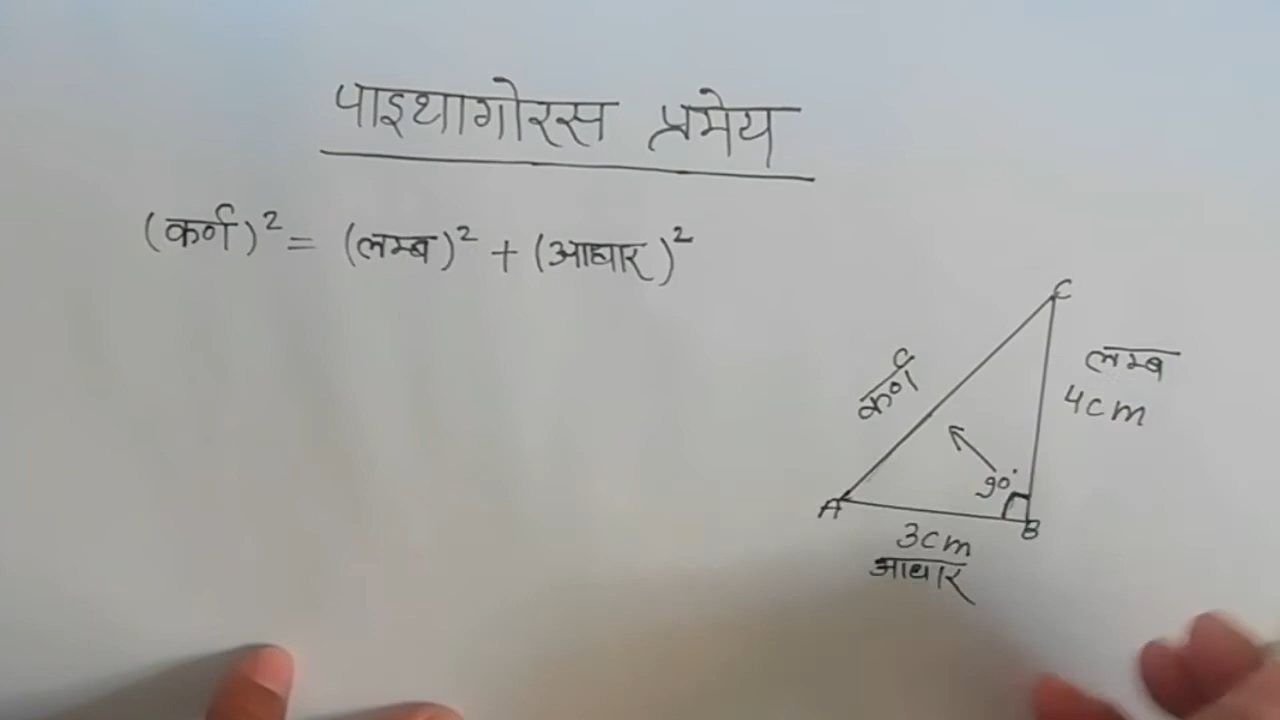 पाइथागोरस प्रमेय
(कर्ण)² = (लम्ब)² + (आधार)²
C
कर्ण
लम्ब
4cm
90°
A
B
3cm
आधार